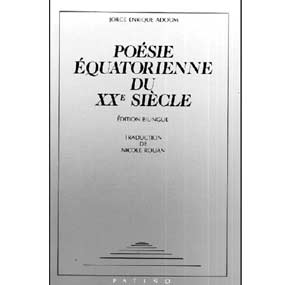 JORGE ENRIQUE ADOUM
POÉSIE
ÉQUATORIENNE
DU
XXᴱ SIÈCLE
ÉDITION BILINGUE
TRADUCTION
DE
NICOLE ROUAN
PATIÑO